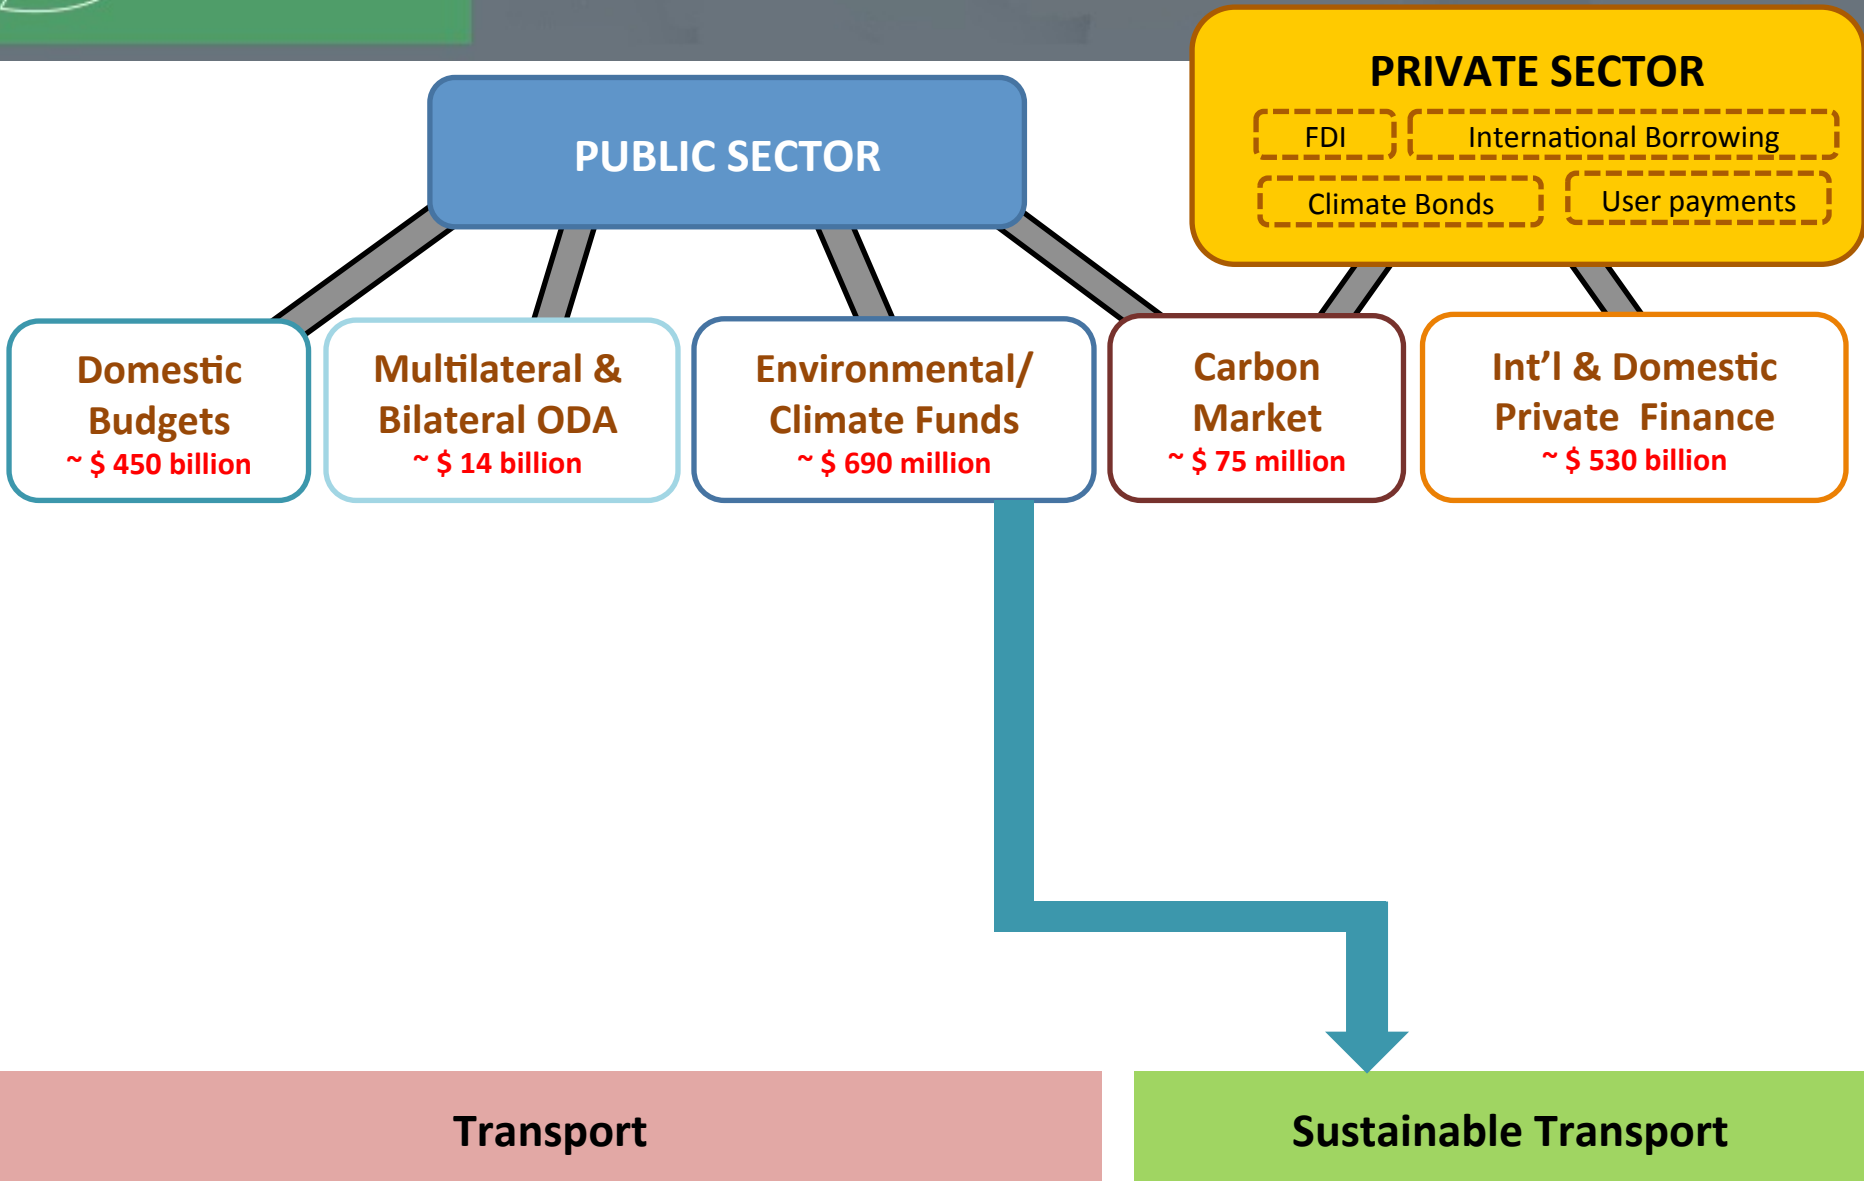 PUBLIC SECTOR
PRIVATE SECTOR
FDI
International Borrowing
Climate Bonds
User payments
Domestic
Budgets
~ $ 450 billion
Multilateral &
Bilateral ODA
~ $ 14 billion
Environmental/
Climate Funds
~ $ 690 million
Carbon
Market
~ $ 75 million
Int’l & Domestic
Private  Finance
~ $ 530 billion
Transport
Sustainable Transport